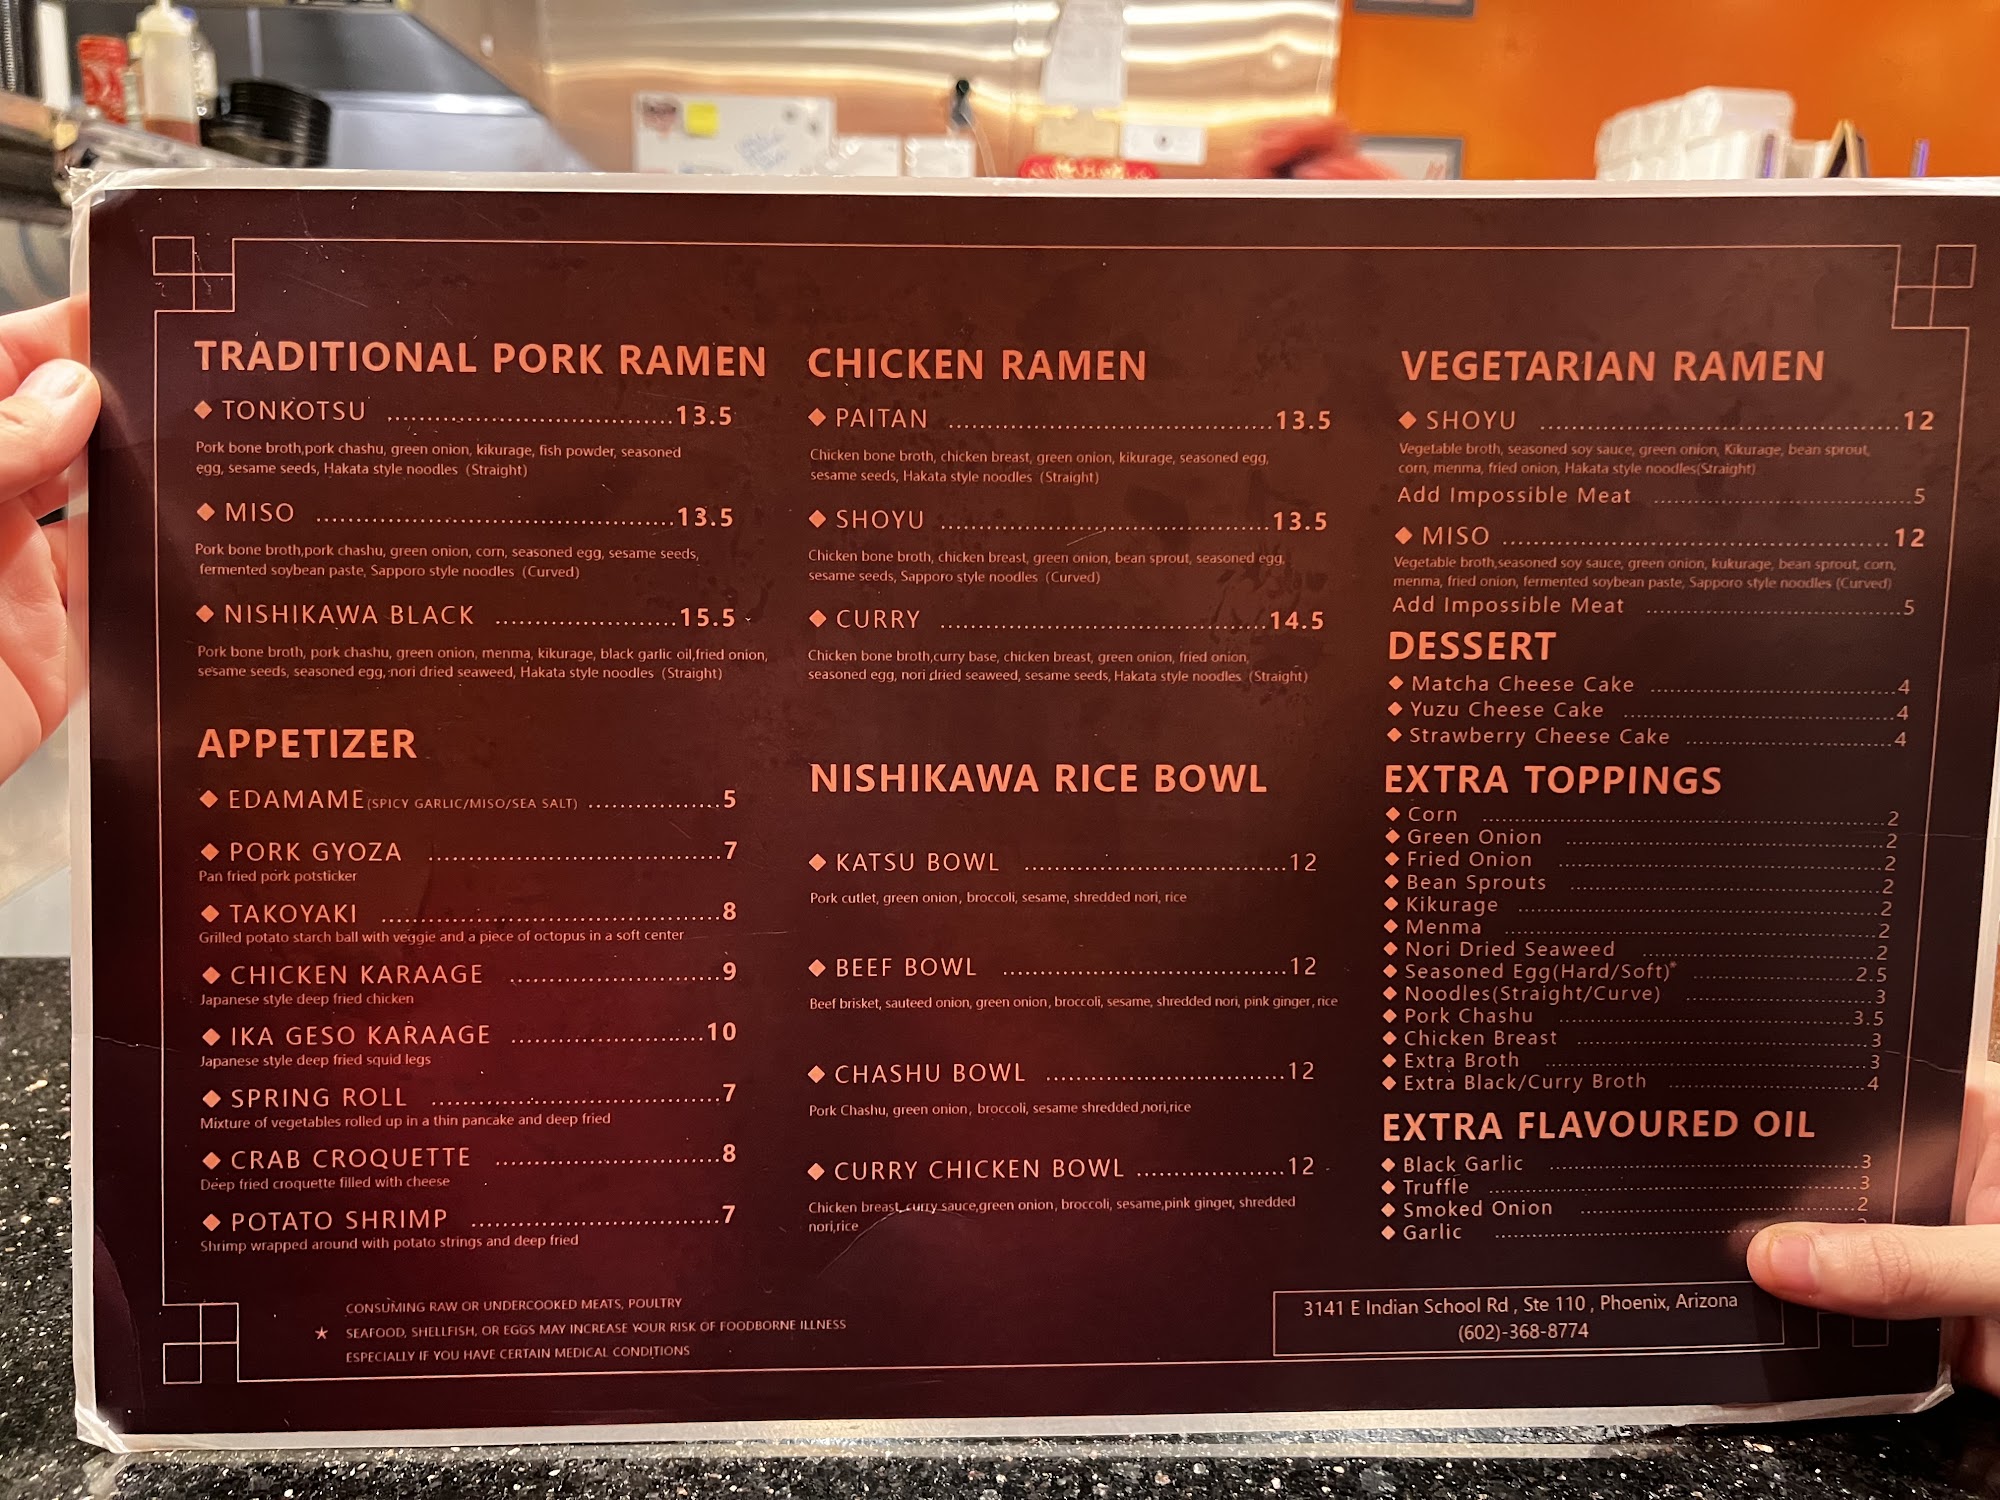 TRADITIONAL PORK RAMEN
◆ TONKOTSU ........................................ 13.5
Pork bone broth,pork chashu, green onion, kikurage, fish powder, seasoned
egg, sesame seeds, Hakata style noodles (Straight)
◆ MISO ........................................ 13.5
Pork bone broth,pork chashu, green onion, corn, seasoned egg, sesame seeds,
fermented soybean paste, Sapporo style noodles (Curved)
◆ NISHIKAWA BLACK ........................ 15.5
Pork bone broth, pork chashu, green onion, menma, kikurage, black garlic oil,fried onion,
sesame seeds, seasoned egg, nori dried seaweed, Hakata style noodles (Straight)
APPETIZER
◆ EDAMAME(SPICY GARLIC/MISO/SEA SALT) ................ 5
◆ PORK GYOZA ................................ 7
Pan fried pork potsticker
◆ TAKOYAKI ................................ 8
Grilled potato starch ball with veggie and a piece of octopus in a soft center
◆ CHICKEN KARAAGE ........................ 9
Japanese style deep fried chicken
◆ IKA GESO KARAAGE ........................ 10
Japanese style deep fried squid legs
◆ SPRING ROLL ................................ 7
Mixture of vegetables rolled up in a thin pancake and deep fried
◆ CRAB CROQUETTE ........................ 8
Deep fried croquette filled with cheese
◆ POTATO SHRIMP ........................ 7
Shrimp wrapped around with potato strings and deep fried
CHICKEN RAMEN
◆ PAITAN ........................................ 13.5
Chicken bone broth, chicken breast, green onion, kikurage, seasoned egg,
sesame seeds, Hakata style noodles (Straight)
◆ SHOYU ........................................ 13.5
Chicken bone broth, chicken breast, green onion, bean sprout, seasoned egg,
sesame seeds, Sapporo style noodles (Curved)
◆ CURRY ........................................ 14.5
Chicken bone broth,curry base, chicken breast, green onion, fried onion,
seasoned egg, nori dried seaweed, sesame seeds, Hakata style noodles (Straight)
NISHIKAWA RICE BOWL
◆ KATSU BOWL ................................ 12
Pork cutlet, green onion, broccoli, sesame, shredded nori, rice
◆ BEEF BOWL ................................ 12
Beef brisket, sauteed onion, green onion, broccoli, sesame, shredded nori, pink ginger, rice
◆ CHASHU BOWL ........................ 12
Pork Chashu, green onion, broccoli, sesame shredded,nori,rice
◆ CURRY CHICKEN BOWL ................ 12
Chicken breast, curry sauce,green onion, broccoli, sesame,pink ginger, shredded
nori,rice
VEGETARIAN RAMEN
◆ SHOYU ........................................ 12
Vegetable broth, seasoned soy sauce, green onion, Kikurage, bean sprout,
corn, menma, fried onion, Hakata style noodles(Straight)
Add Impossible Meat ........................ 5
◆ MISO ........................................ 12
Vegetable broth,seasoned soy sauce, green onion, kukurage, bean sprout, corn,
menma, fried onion, fermented soybean paste, Sapporo style noodles (Curved)
Add Impossible Meat ........................ 5
DESSERT
◆ Matcha Cheese Cake ........................ 4
◆ Yuzu Cheese Cake ........................ 4
◆ Strawberry Cheese Cake ................ 4
EXTRA TOPPINGS
◆ Corn ........................................ 2
◆ Green Onion ................................ 2
◆ Fried Onion ................................ 2
◆ Bean Sprouts ................................ 2
◆ Kikurage ................................ 2
◆ Menma ........................................ 2
◆ Nori Dried Seaweed ........................ 2
◆ Seasoned Egg(Hard/Soft)* ................ 2.5
◆ Noodles(Straight/Curve) ................ 3
◆ Pork Chashu ................................ 3.5
◆ Chicken Breast ........................ 3
◆ Extra Broth ................................ 3
◆ Extra Black/Curry Broth ................ 4
EXTRA FLAVOURED OIL
◆ Black Garlic ................................ 3
◆ Truffle ................................ 3
◆ Smoked Onion ........................ 2
◆ Garlic ................................
CONSUMING RAW OR UNDERCOOKED MEATS, POULTRY
★ SEAFOOD, SHELLFISH, OR EGGS MAY INCREASE YOUR RISK OF FOODBORNE ILLNESS
ESPECIALLY IF YOU HAVE CERTAIN MEDICAL CONDITIONS
3141 E Indian School Rd , Ste 110 , Phoenix, Arizona
(602)-368-8774